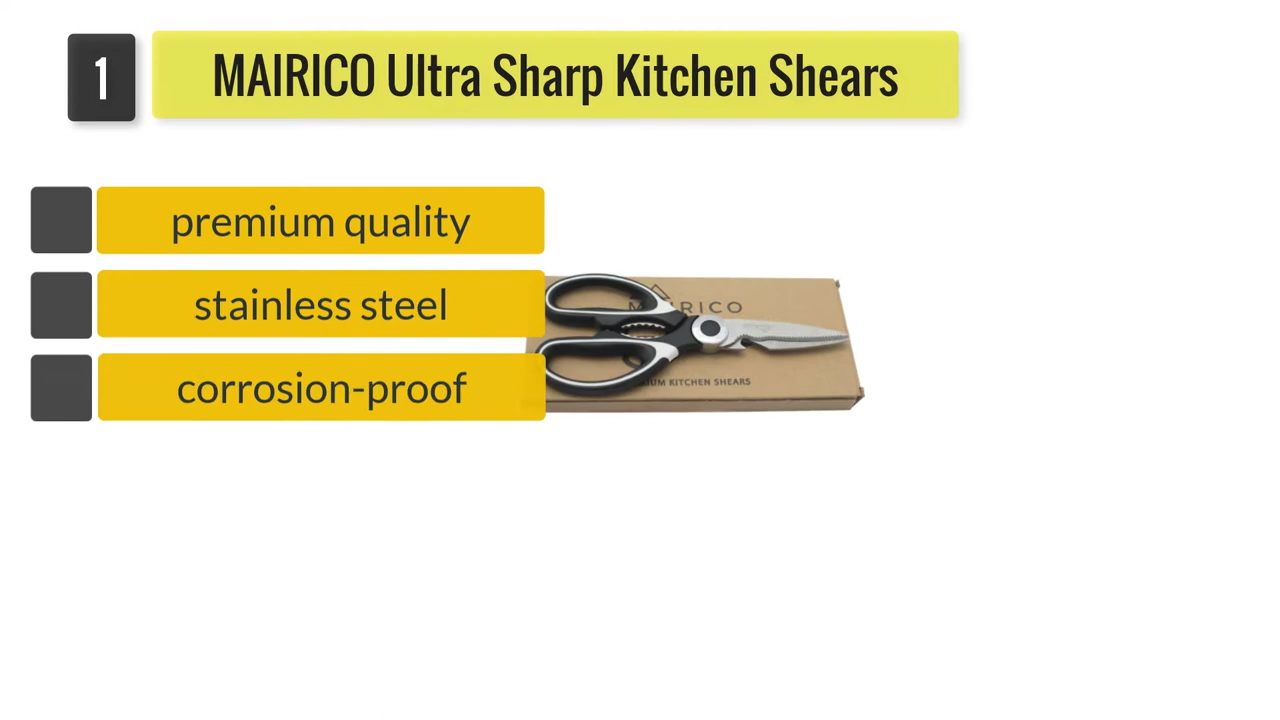 1
MAIRICO Ultra Sharp Kitchen Shears
premium quality
stainless steel
corrosion-proof
KITCHEN SHEARS